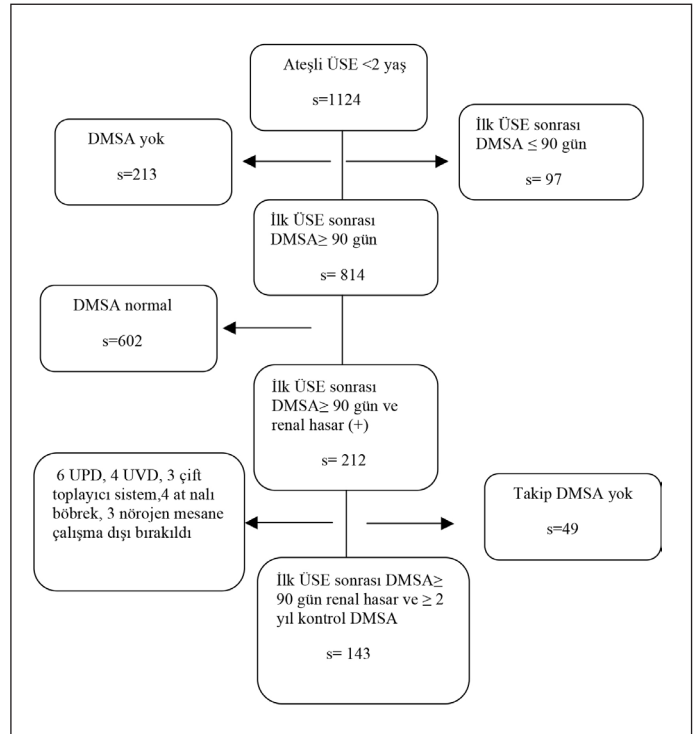 Ateşli ÜSE <2 yaş
s=1124
DMSA yok
s=213
İlk ÜSE sonrası
DMSA ≤ 90 gün
s= 97
İlk ÜSE sonrası
DMSA≥ 90 gün
s= 814
DMSA normal
s=602
İlk ÜSE sonrası
DMSA≥ 90 gün ve
renal hasar (+)
s= 212
6 UPD, 4 UVD, 3 çift
toplayıcı sistem,4 at nalı
böbrek, 3 nörojen mesane
çalışma dışı bırakıldı
Takip DMSA yok
s=49
İlk ÜSE sonrası DMSA≥
90 gün renal hasar ve ≥ 2
yıl kontrol DMSA
s= 143